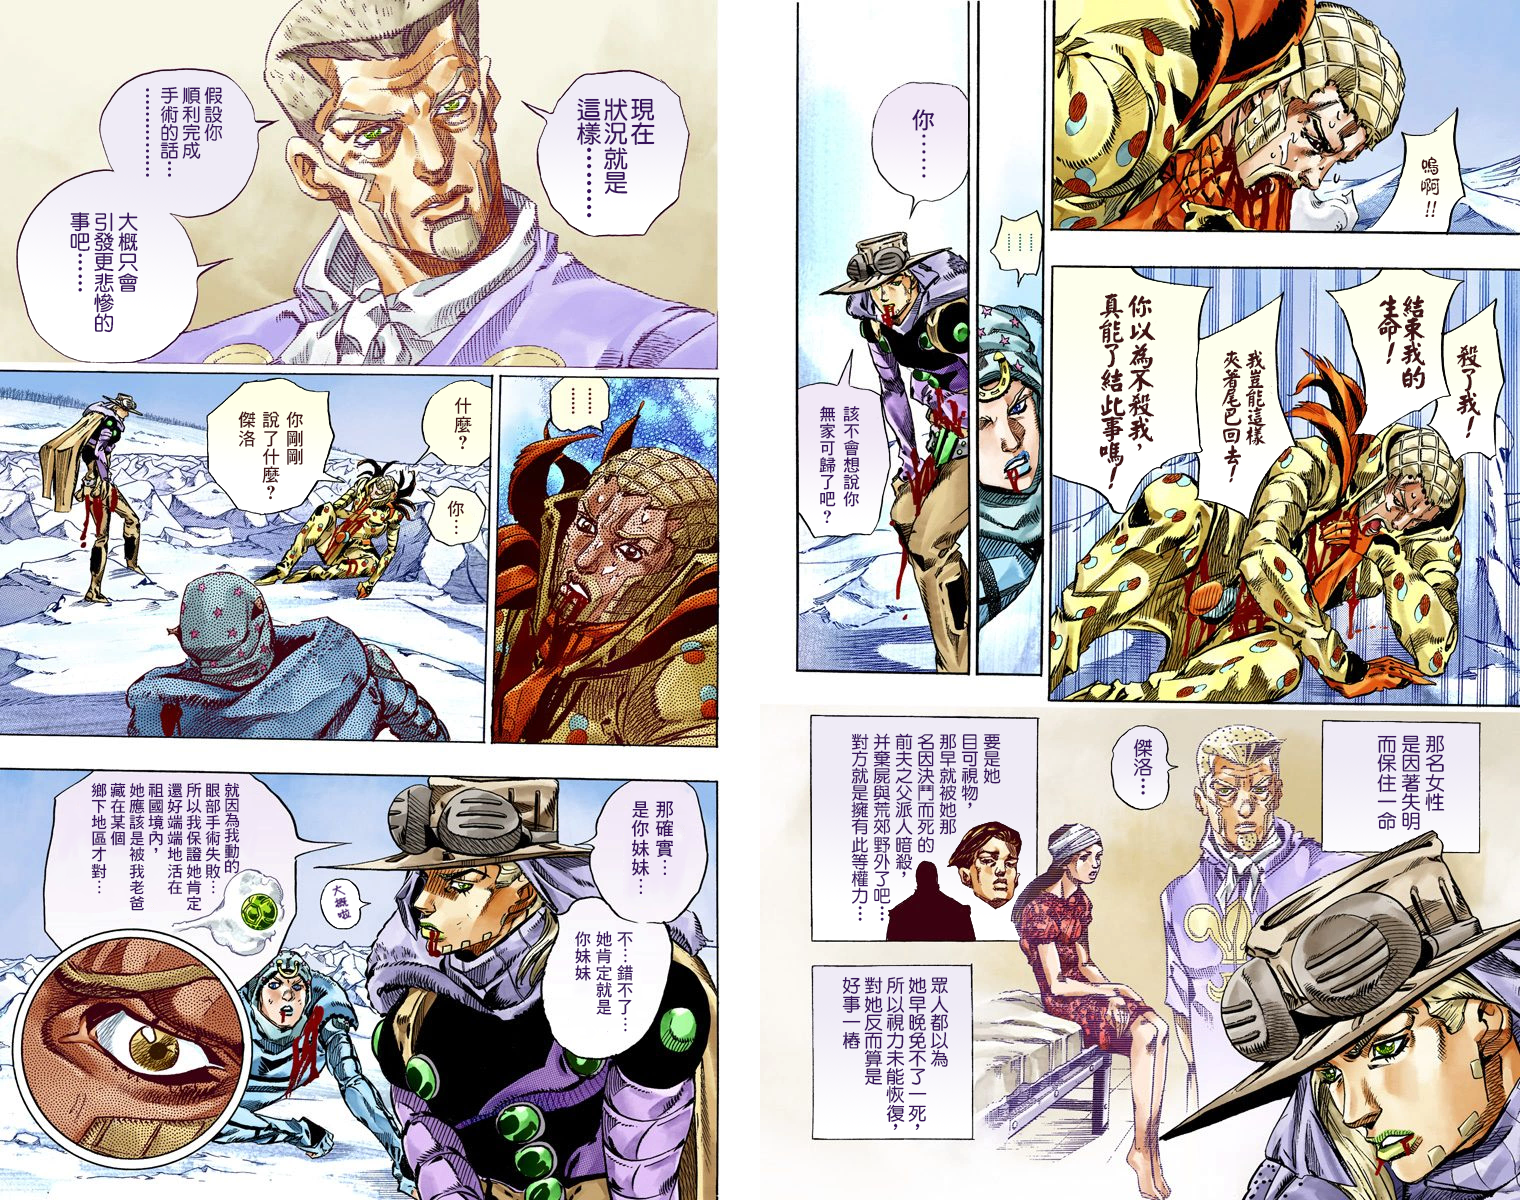 嗚啊!!
殺了我!
結束我的
生命!
我豈能這樣
夾著尾巴回去!
你以為不殺我,
真能了結此事嗎!
⋯⋯
你⋯⋯
該不會想說你
無家可歸了吧?
那名女性
是因著失明
而保住一命
傑洛⋯
要是她
目可視物,
那早就被她那
名因決鬥而死的
前夫之父派人暗殺,
并棄屍與荒郊野外了吧⋯
對方就是擁有此等權力⋯
眾人都以為
她早晚免不了一死,
所以視力未能恢復,
對她反而算是
好事一樁
現在
狀況就是
這樣⋯⋯⋯
假設你
順利完成
手術的話⋯
⋯⋯⋯⋯⋯
大概只會
引發更悲慘的
事吧⋯⋯
⋯⋯
什麼?
你⋯
你剛剛
說了什麼?
傑洛
那確實⋯
是你妹妹⋯
不⋯錯不了⋯
她肯定就是
你妹妹
大概啦
就因為我動的
眼部手術失敗⋯
所以我保證她肯定
還好端端地活在
祖國境內,
她應該是被我老爸
藏在某個
鄉下地區才對⋯